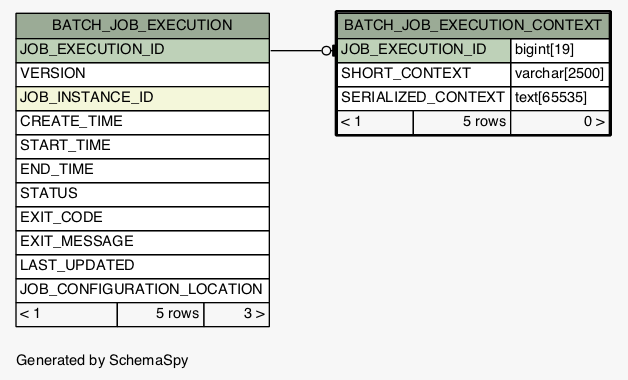 BATCH_JOB_EXECUTION
JOB_EXECUTION_ID
VERSION
JOB_INSTANCE_ID
CREATE_TIME
START_TIME
END_TIME
STATUS
EXIT_CODE
EXIT_MESSAGE
LAST_UPDATED
JOB_CONFIGURATION_LOCATION
< 1 5 rows 3 >
BATCH_JOB_EXECUTION_CONTEXT
JOB_EXECUTION_ID bigint[19]
SHORT_CONTEXT varchar[2500]
SERIALIZED_CONTEXT text[65535]
< 1 5 rows 0 >
Generated by SchemaSpy